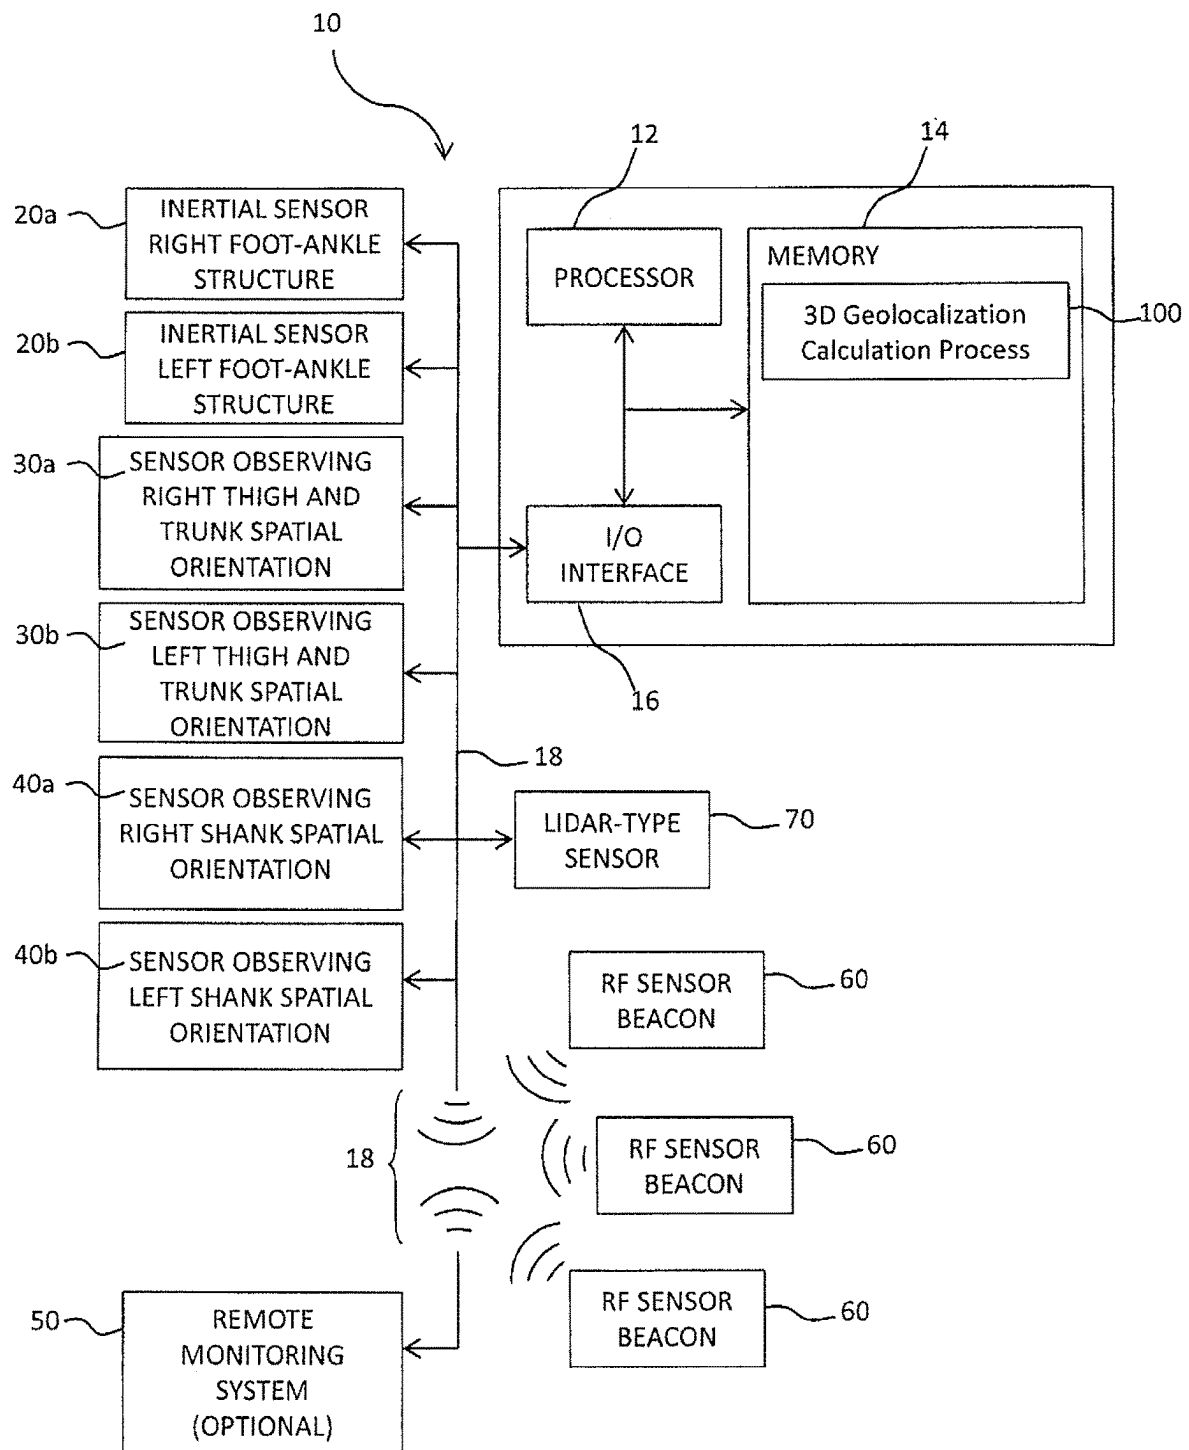 10
12
14
20a
INERTIAL SENSOR
RIGHT FOOT-ANKLE
STRUCTURE
PROCESSOR
MEMORY
3D Geolocalization
Calculation Process
100
20b
INERTIAL SENSOR
LEFT FOOT-ANKLE
STRUCTURE
30a
SENSOR OBSERVING
RIGHT THIGH AND
TRUNK SPATIAL
ORIENTATION
I/O
INTERFACE
16
30b
SENSOR OBSERVING
LEFT THIGH AND
TRUNK SPATIAL
ORIENTATION
18
40a
SENSOR OBSERVING
RIGHT SHANK SPATIAL
ORIENTATION
LIDAR-TYPE
SENSOR
70
40b
SENSOR OBSERVING
LEFT SHANK SPATIAL
ORIENTATION
RF SENSOR
BEACON
60
18
RF SENSOR
BEACON
60
RF SENSOR
BEACON
60
50
REMOTE
MONITORING
SYSTEM
(OPTIONAL)